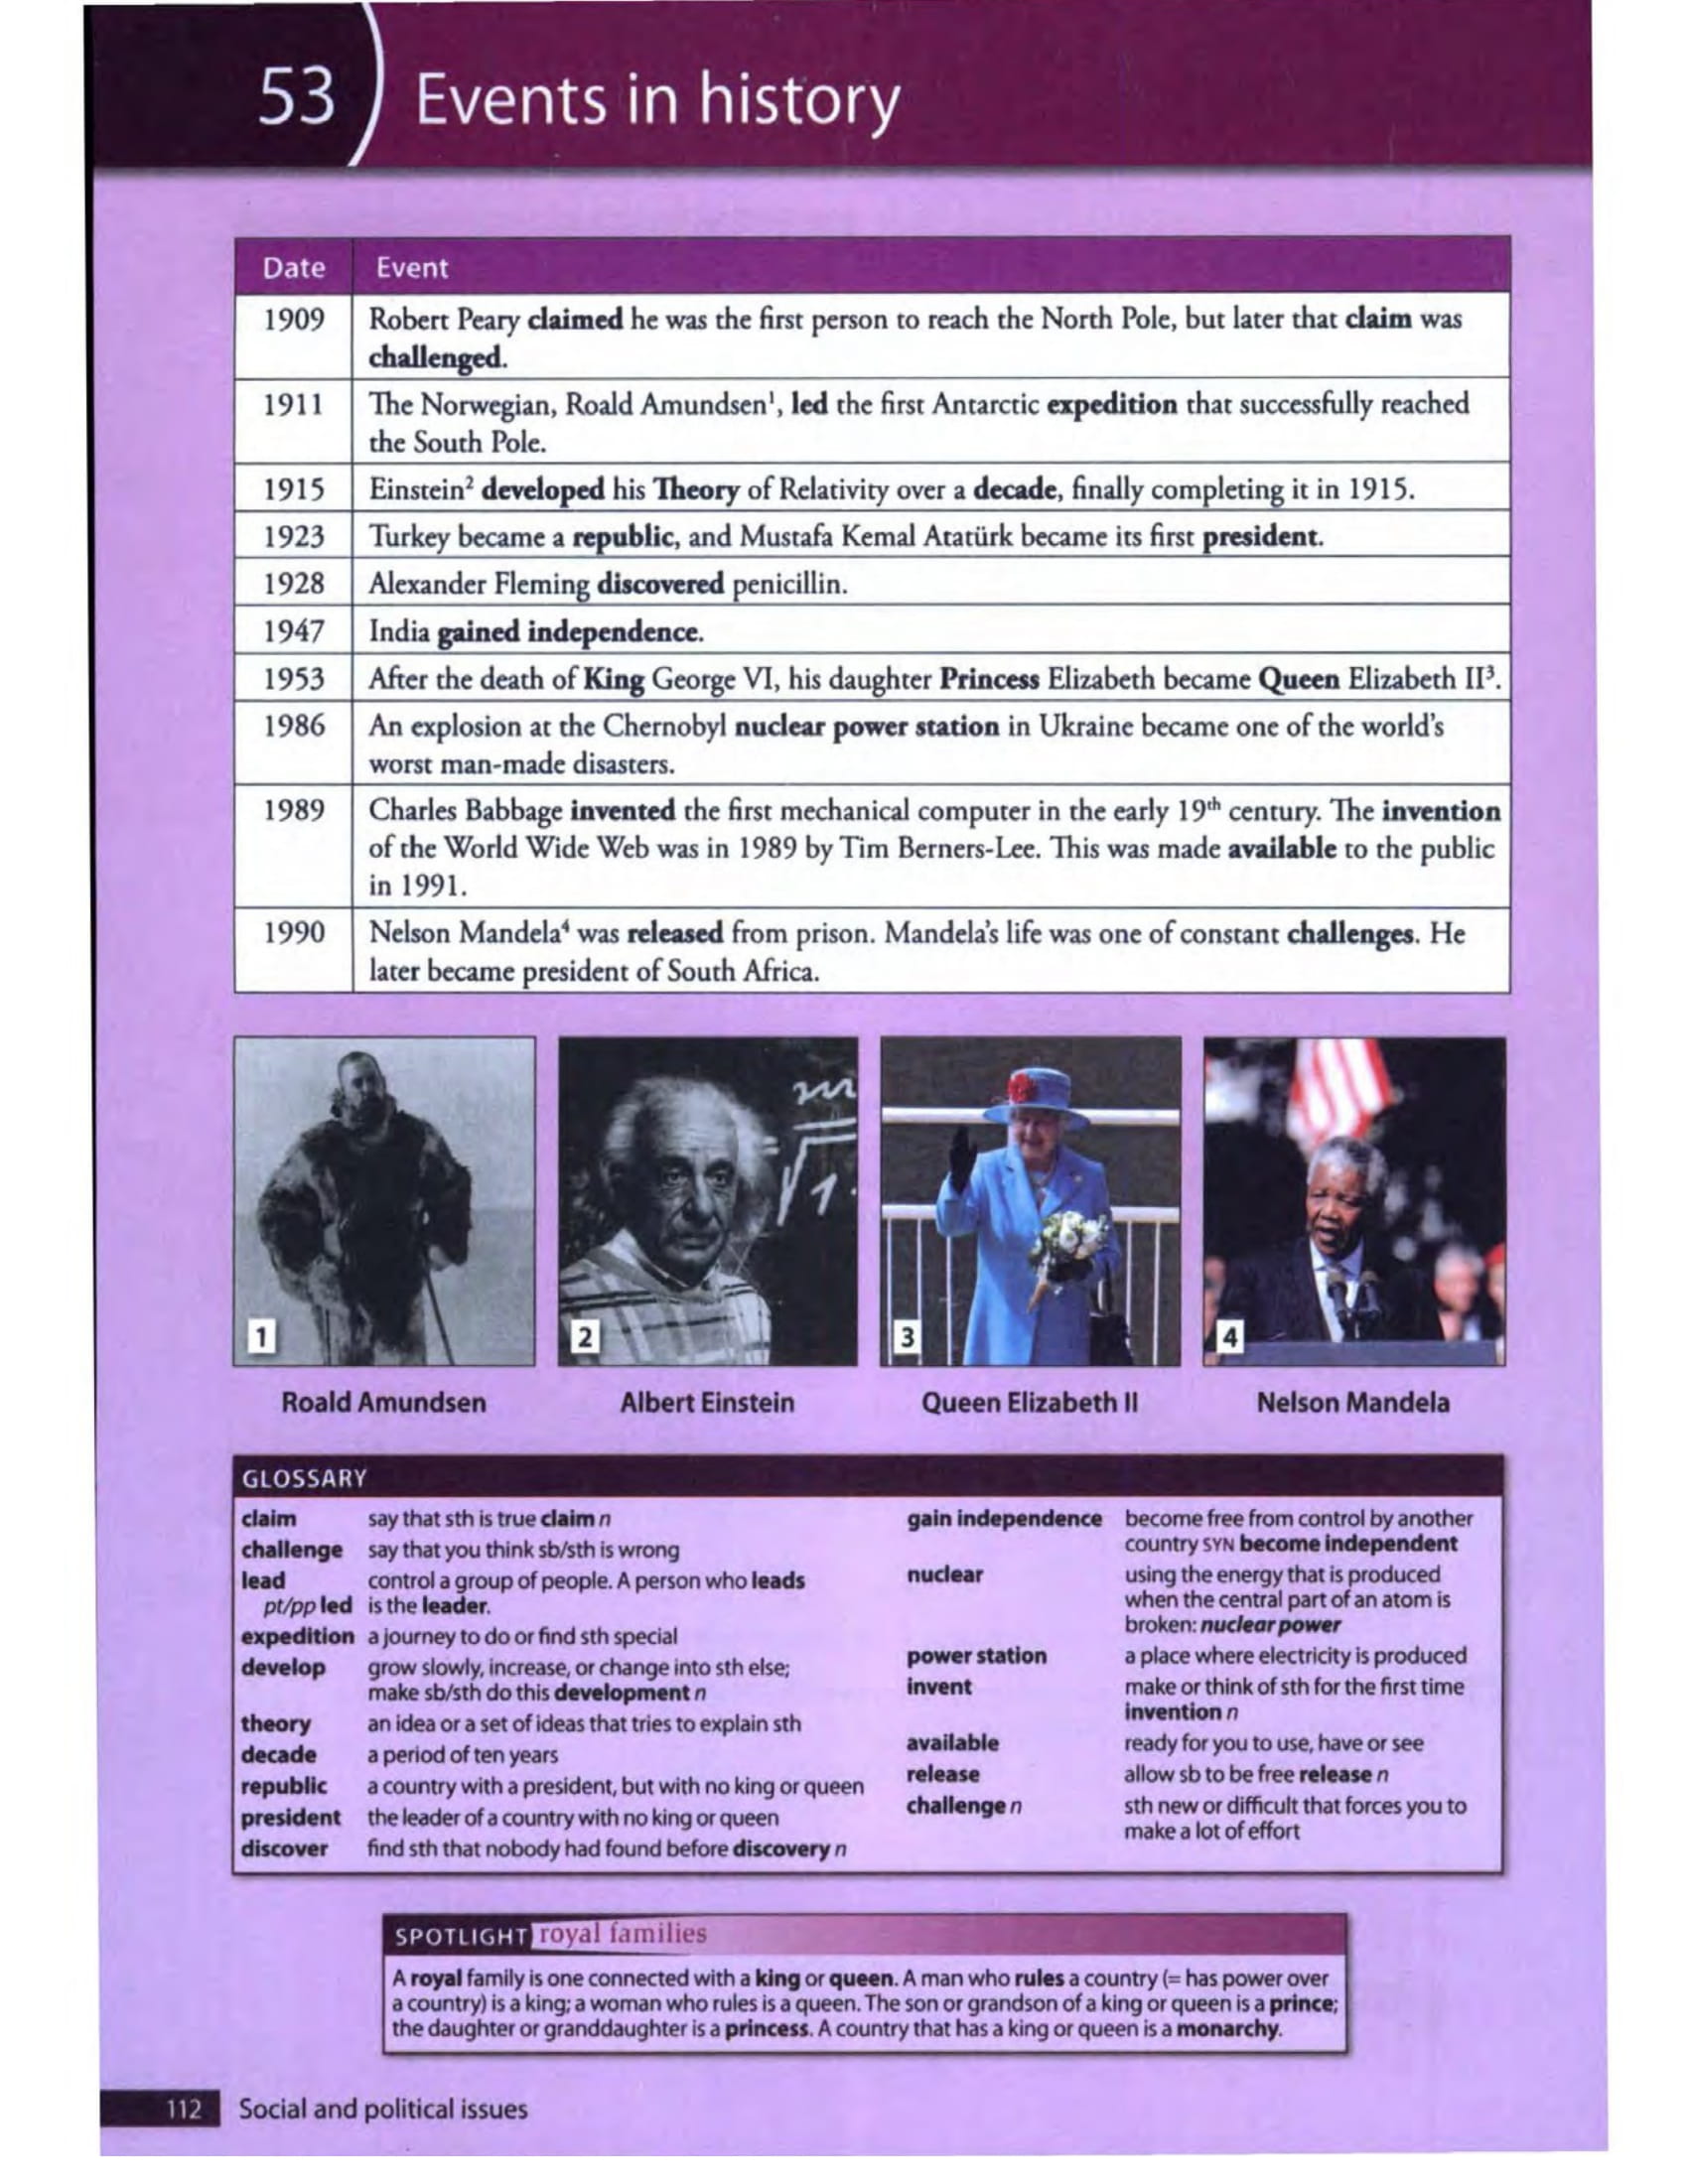 53 Events in history
Date Event
1909 Robert Peary claimed he was the first person to reach the North Pole, but later that claim was
challenged.
1911 The Norwegian, Roald Amundsen¹, led the first Antarctic expedition that successfully reached
the South Pole.
1915 Einstein² developed his Theory of Relativity over a decade, finally completing it in 1915.
1923 Turkey became a republic, and Mustafa Kemal Atatürk became its first president.
1928 Alexander Fleming discovered penicillin.
1947 India gained independence.
1953 After the death of King George VI, his daughter Princess Elizabeth became Queen Elizabeth II³.
1986 An explosion at the Chernobyl nuclear power station in Ukraine became one of the world's
worst man-made disasters.
1989 Charles Babbage invented the first mechanical computer in the early 19th century. The invention
of the World Wide Web was in 1989 by Tim Berners-Lee. This was made available to the public
in 1991.
1990 Nelson Mandela⁴ was released from prison. Mandela's life was one of constant challenges. He
later became president of South Africa.
1 2 3 4
Roald Amundsen Albert Einstein Queen Elizabeth II Nelson Mandela
GLOSSARY
claim say that sth is true claim n
challenge say that you think sb/sth is wrong
lead control a group of people. A person who leads
pt/pp led is the leader.
expedition a journey to do or find sth special
develop grow slowly, increase, or change into sth else;
make sb/sth do this development n
theory an idea or a set of ideas that tries to explain sth
decade a period of ten years
republic a country with a president, but with no king or queen
president the leader of a country with no king or queen
discover find sth that nobody had found before discovery n
gain independence become free from control by another
country SYN become independent
nuclear using the energy that is produced
when the central part of an atom is
broken: nuclear power
power station a place where electricity is produced
invent make or think of sth for the first time
invention n
available ready for you to use, have or see
release allow sb to be free release n
challenge n sth new or difficult that forces you to
make a lot of effort
SPOTLIGHT royal families
A royal family is one connected with a king or queen. A man who rules a country (= has power over
a country) is a king; a woman who rules is a queen. The son or grandson of a king or queen is a prince;
the daughter or granddaughter is a princess. A country that has a king or queen is a monarchy.
112 Social and political issues